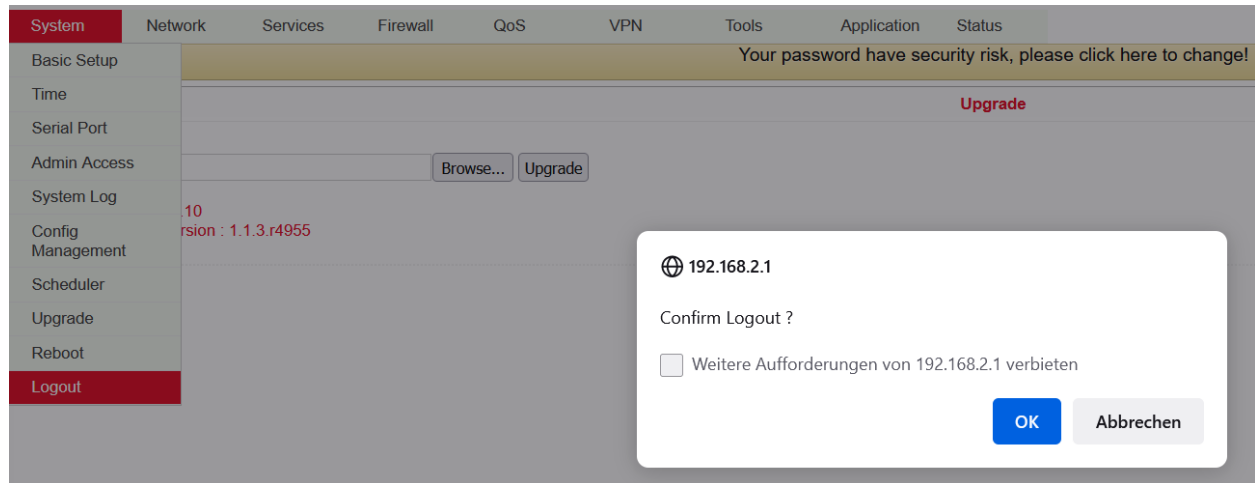 System Network Services Firewall QoS VPN Tools Application Status
Your password have security risk, please click here to change!
Basic Setup
Time
Serial Port
Admin Access
System Log
Config
Management
Scheduler
Upgrade
Reboot
Logout
Upgrade
Browse... Upgrade
.10
rsion : 1.1.3.r4955
192.168.2.1
Confirm Logout ?
Weitere Aufforderungen von 192.168.2.1 verbieten
OK Abbrechen